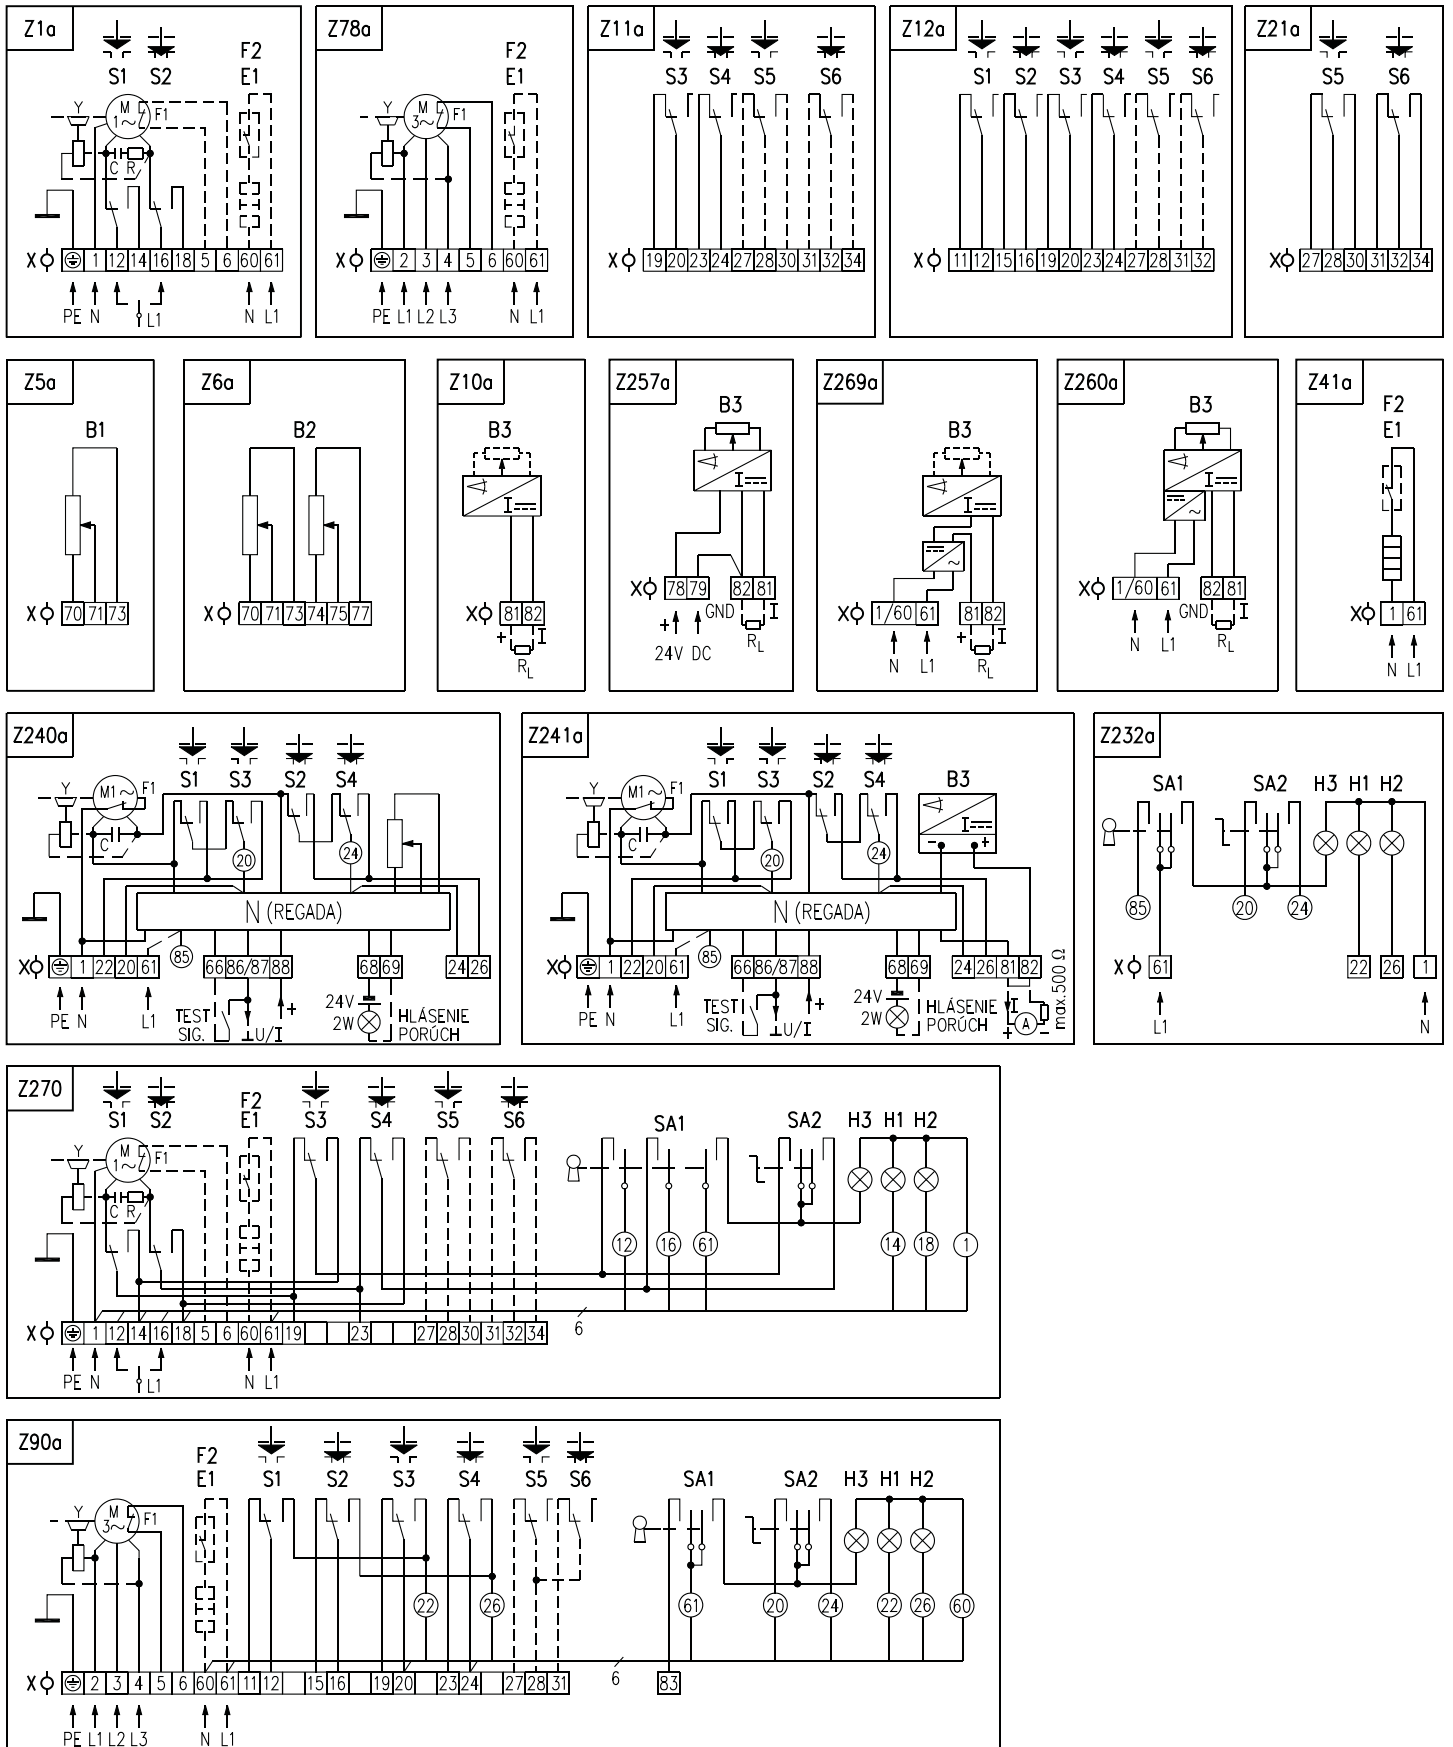 Z1a
S1 S2 F2
E1
Y M 1~ F1
C R
X ⏚ 1 12 14 16 18 5 6 60 61
PE N L1 N L1
Z78a
F2
E1
Y M 3~ F1
X ⏚ 2 3 4 5 6 60 61
PE L1 L2 L3 N L1
Z11a
S3 S4 S5 S6
X 19 20 23 24 27 28 30 31 32 34
Z12a
S1 S2 S3 S4 S5 S6
X 11 12 15 16 19 20 23 24 27 28 31 32
Z21a
S5 S6
X 27 28 30 31 32 34
Z5a
B1
X 70 71 73
Z6a
B2
X 70 71 73 74 75 77
Z10a
B3
I
X 81 82
+ I
RL
Z257a
B3
I
X 78 79 82 81
GND I
+ RL
24V DC
Z269a
B3
I
~
X 1/60 61 81 82
+ I
N L1 RL
Z260a
B3
I
~
X 1/60 61 82 81
GND I
N L1 RL
Z41a
F2
E1
X 1 61
N L1
Z240a
S1 S3 S2 S4
Y M1~ F1
C 20 24
N (REGADA)
85
X ⏚ 1 22 20 61 66 86/87 88 68 69 24 26
PE N L1 TEST SIG. ⊥U/I + 24V 2W HLÁSENIE PORÚCH
Z241a
S1 S3 S2 S4 B3
Y M1~ F1
I
- +
C 20 24
N (REGADA)
85
X ⏚ 1 22 20 61 66 86/87 88 68 69 24 26 81 82
PE N L1 TEST SIG. ⊥U/I + 24V 2W HLÁSENIE PORÚCH I A + - max.500 Ω
Z232a
SA1 SA2 H3 H1 H2
85 20 24
X 61 22 26 1
L1 N
Z270
S1 S2 F2 E1 S3 S4 S5 S6 SA1 SA2 H3 H1 H2
Y M 1~ F1
C R
12 16 61 14 18 1
X ⏚ 1 12 14 16 18 5 6 60 61 19 23 27 28 30 31 32 34 6
PE N L1 N L1
Z90a
F2 E1 S1 S2 S3 S4 S5 S6 SA1 SA2 H3 H1 H2
Y M 3~ F1
22 26 61 20 24 22 26 60
X ⏚ 2 3 4 5 6 60 61 11 12 15 16 19 20 23 24 27 28 31 6 83
PE L1 L2 L3 N L1